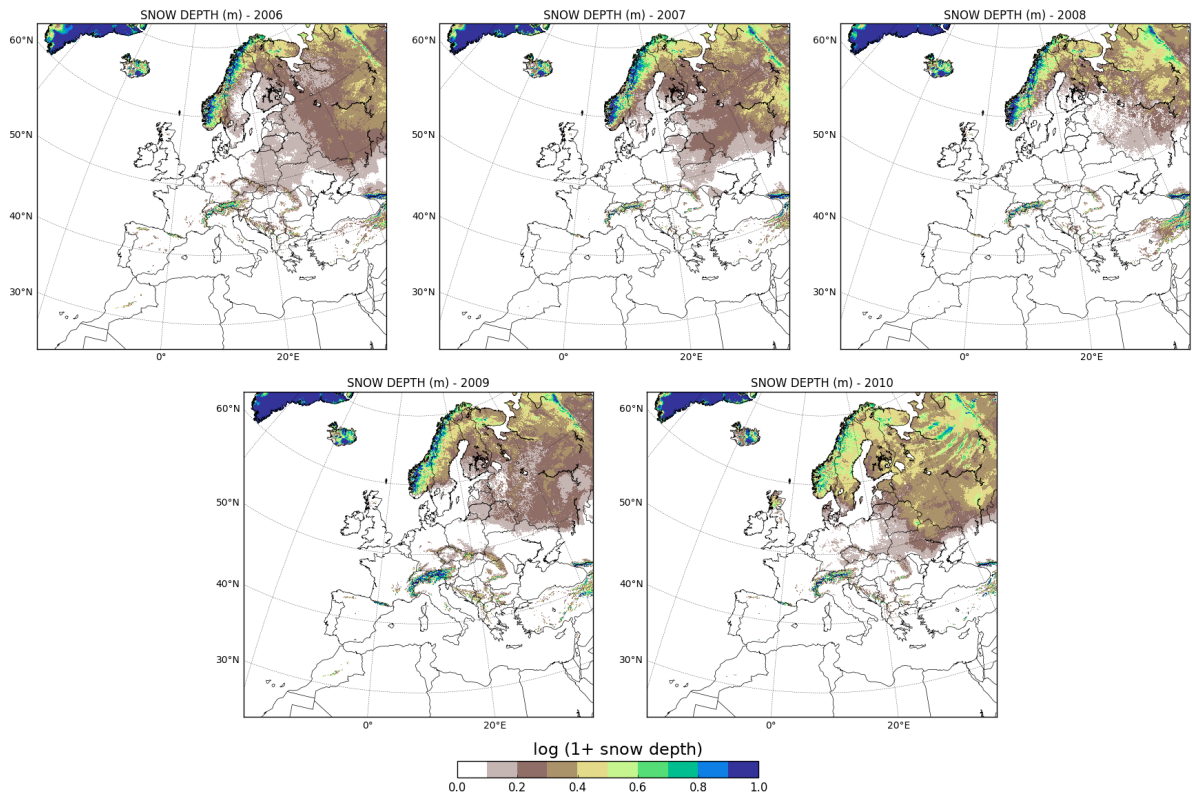 SNOW DEPTH (m) - 2006
SNOW DEPTH (m) - 2007
SNOW DEPTH (m) - 2008
60°N
50°N
40°N
30°N
0°
20°E
60°N
50°N
40°N
30°N
0°
20°E
60°N
50°N
40°N
30°N
0°
20°E
SNOW DEPTH (m) - 2009
SNOW DEPTH (m) - 2010
60°N
50°N
40°N
30°N
0°
20°E
60°N
50°N
40°N
30°N
0°
20°E
log (1+ snow depth)
0.0 0.2 0.4 0.6 0.8 1.0